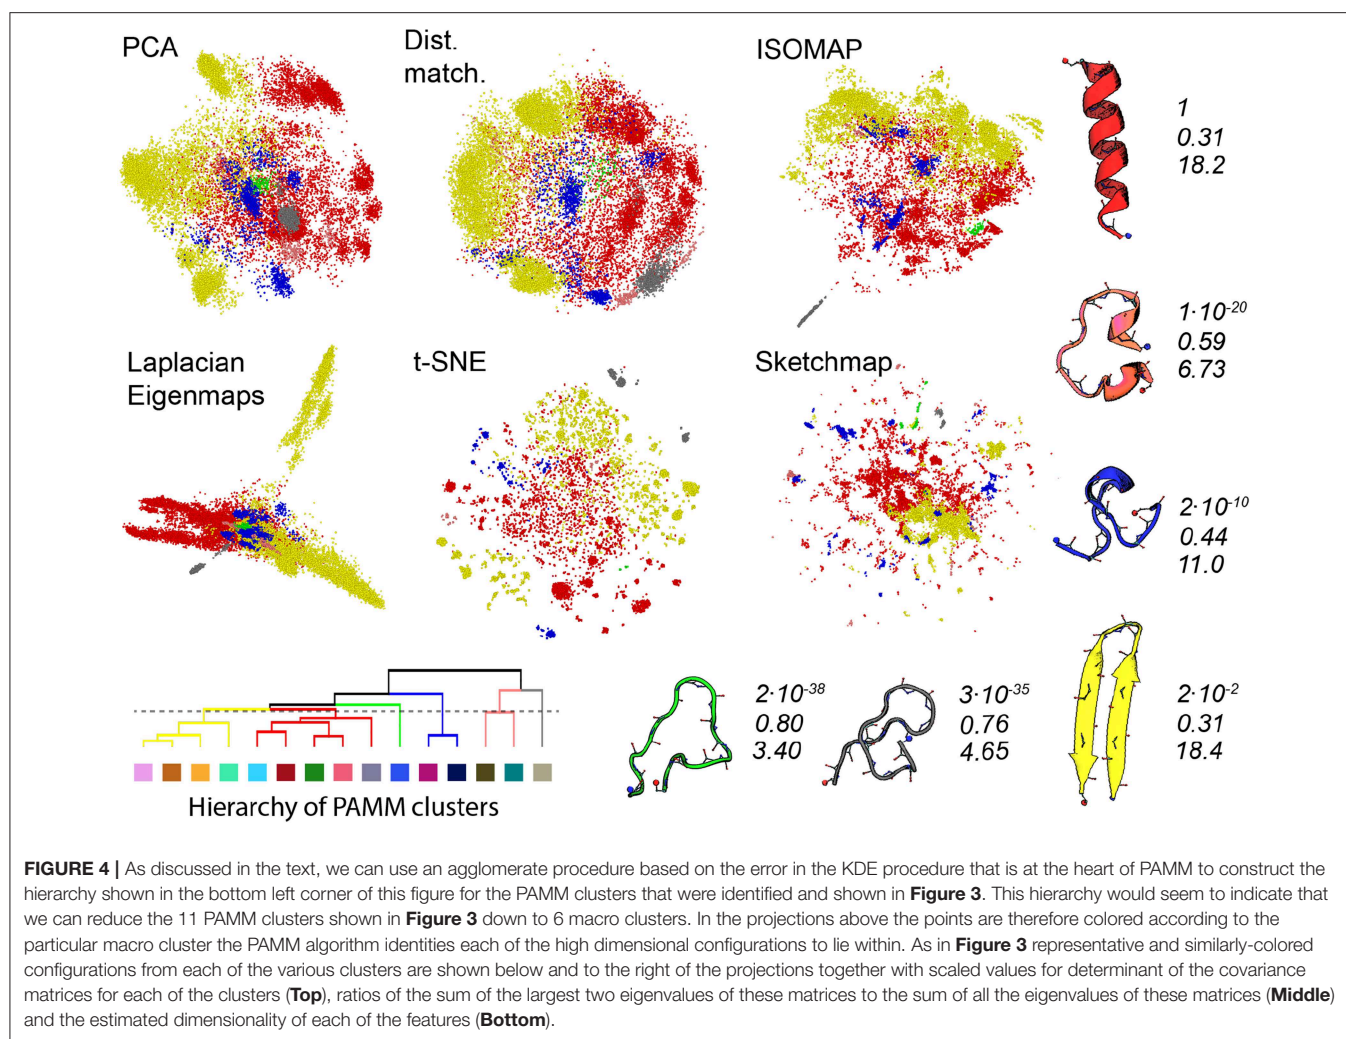 PCA
Dist.
match.
ISOMAP
1
0.31
18.2
1·10⁻²⁰
0.59
6.73
Laplacian
Eigenmaps
t-SNE
Sketchmap
2·10⁻¹⁰
0.44
11.0
2·10⁻³⁸
0.80
3.40
3·10⁻³⁵
0.76
4.65
2·10⁻²
0.31
18.4
Hierarchy of PAMM clusters
FIGURE 4 | As discussed in the text, we can use an agglomerate procedure based on the error in the KDE procedure that is at the heart of PAMM to construct the
hierarchy shown in the bottom left corner of this figure for the PAMM clusters that were identified and shown in Figure 3. This hierarchy would seem to indicate that
we can reduce the 11 PAMM clusters shown in Figure 3 down to 6 macro clusters. In the projections above the points are therefore colored according to the
particular macro cluster the PAMM algorithm identities each of the high dimensional configurations to lie within. As in Figure 3 representative and similarly-colored
configurations from each of the various clusters are shown below and to the right of the projections together with scaled values for determinant of the covariance
matrices for each of the clusters (Top), ratios of the sum of the largest two eigenvalues of these matrices to the sum of all the eigenvalues of these matrices (Middle)
and the estimated dimensionality of each of the features (Bottom).